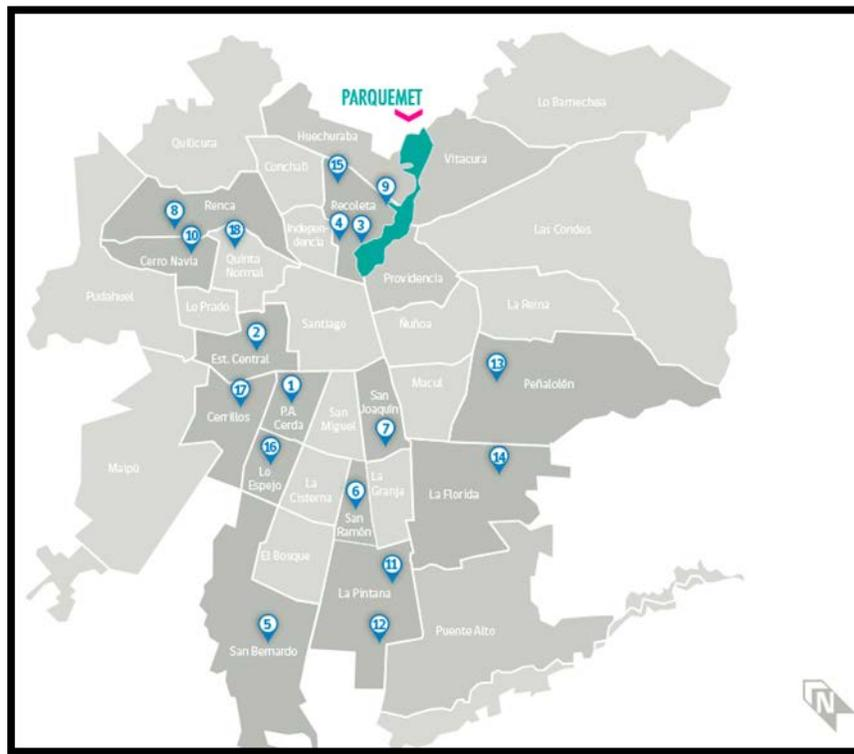 PARQUEMET
Lo Barnechea
Huechuraba
Quilicura
Vitacura
Conchalí
15
9
Recoleta
Renca
8
Indepen-
dencia
4
3
18
10
Las Condes
Cerro Navia
Quinta
Normal
Providencia
Pudahuel
Lo Prado
La Reina
Santiago
Ñuñoa
2
Est. Central
13
Peñalolén
1
Macul
17
San
Joaquín
P.A.
Cerda
San
Miguel
Cerrillos
7
16
14
Maipú
Lo
Espejo
La
Granja
La
Cisterna
6
La Florida
San
Ramón
El Bosque
11
La Pintana
5
12
Puente Alto
San Bernardo
N